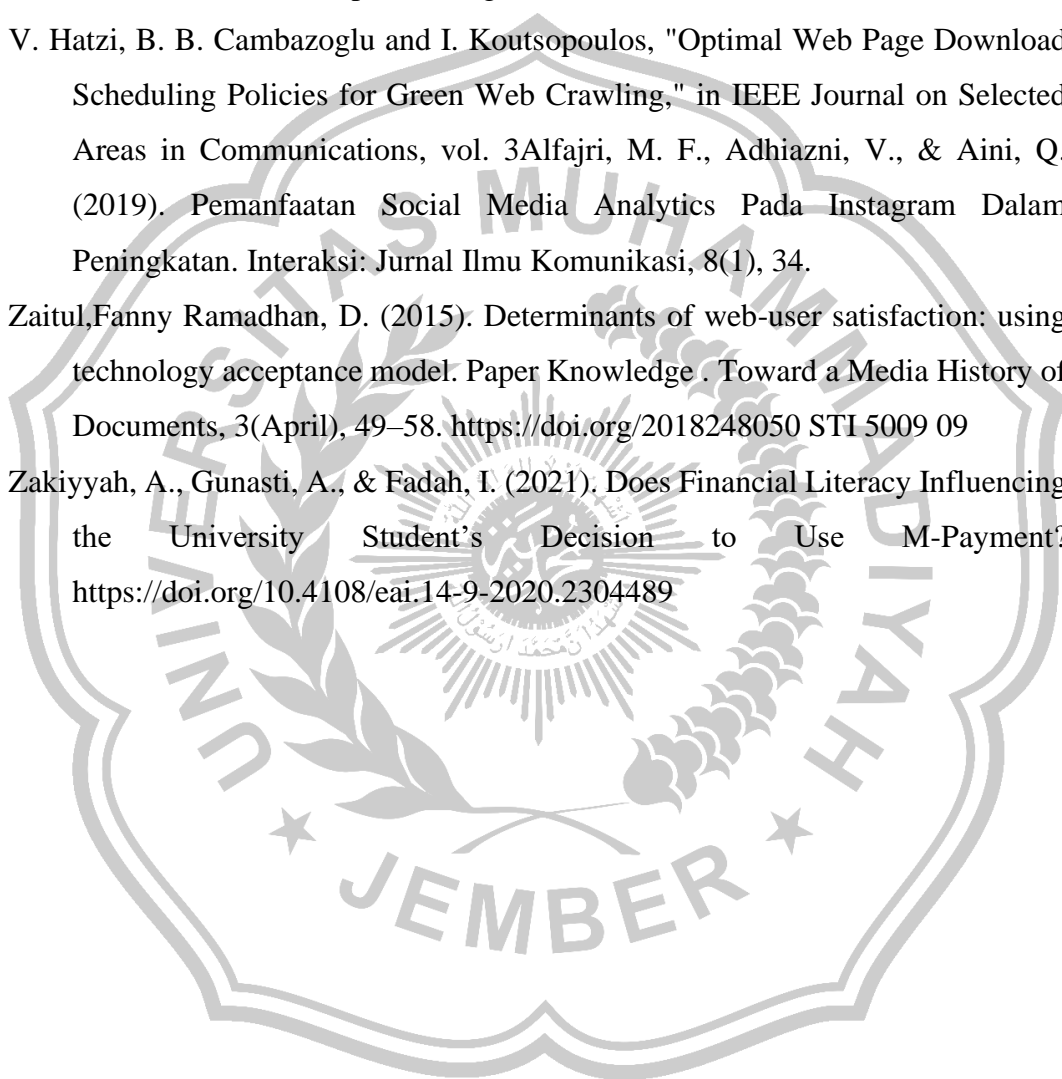 V. Hatzi, B. B. Cambazoglu and I. Koutsopoulos, "Optimal Web Page Download
Scheduling Policies for Green Web Crawling," in IEEE Journal on Selected
Areas in Communications, vol. 3Alfajri, M. F., Adhiazni, V., & Aini, Q.
(2019). Pemanfaatan Social Media Analytics Pada Instagram Dalam
Peningkatan. Interaksi: Jurnal Ilmu Komunikasi, 8(1), 34.
Zaitul,Fanny Ramadhan, D. (2015). Determinants of web-user satisfaction: using
technology acceptance model. Paper Knowledge . Toward a Media History of
Documents, 3(April), 49–58. https://doi.org/2018248050 STI 5009 09
Zakiyyah, A., Gunasti, A., & Fadah, I. (2021). Does Financial Literacy Influencing
the University Student’s Decision to Use M-Payment?
https://doi.org/10.4108/eai.14-9-2020.2304489
UNIVERSITAS MUHAMMADIYAH
JEMBER